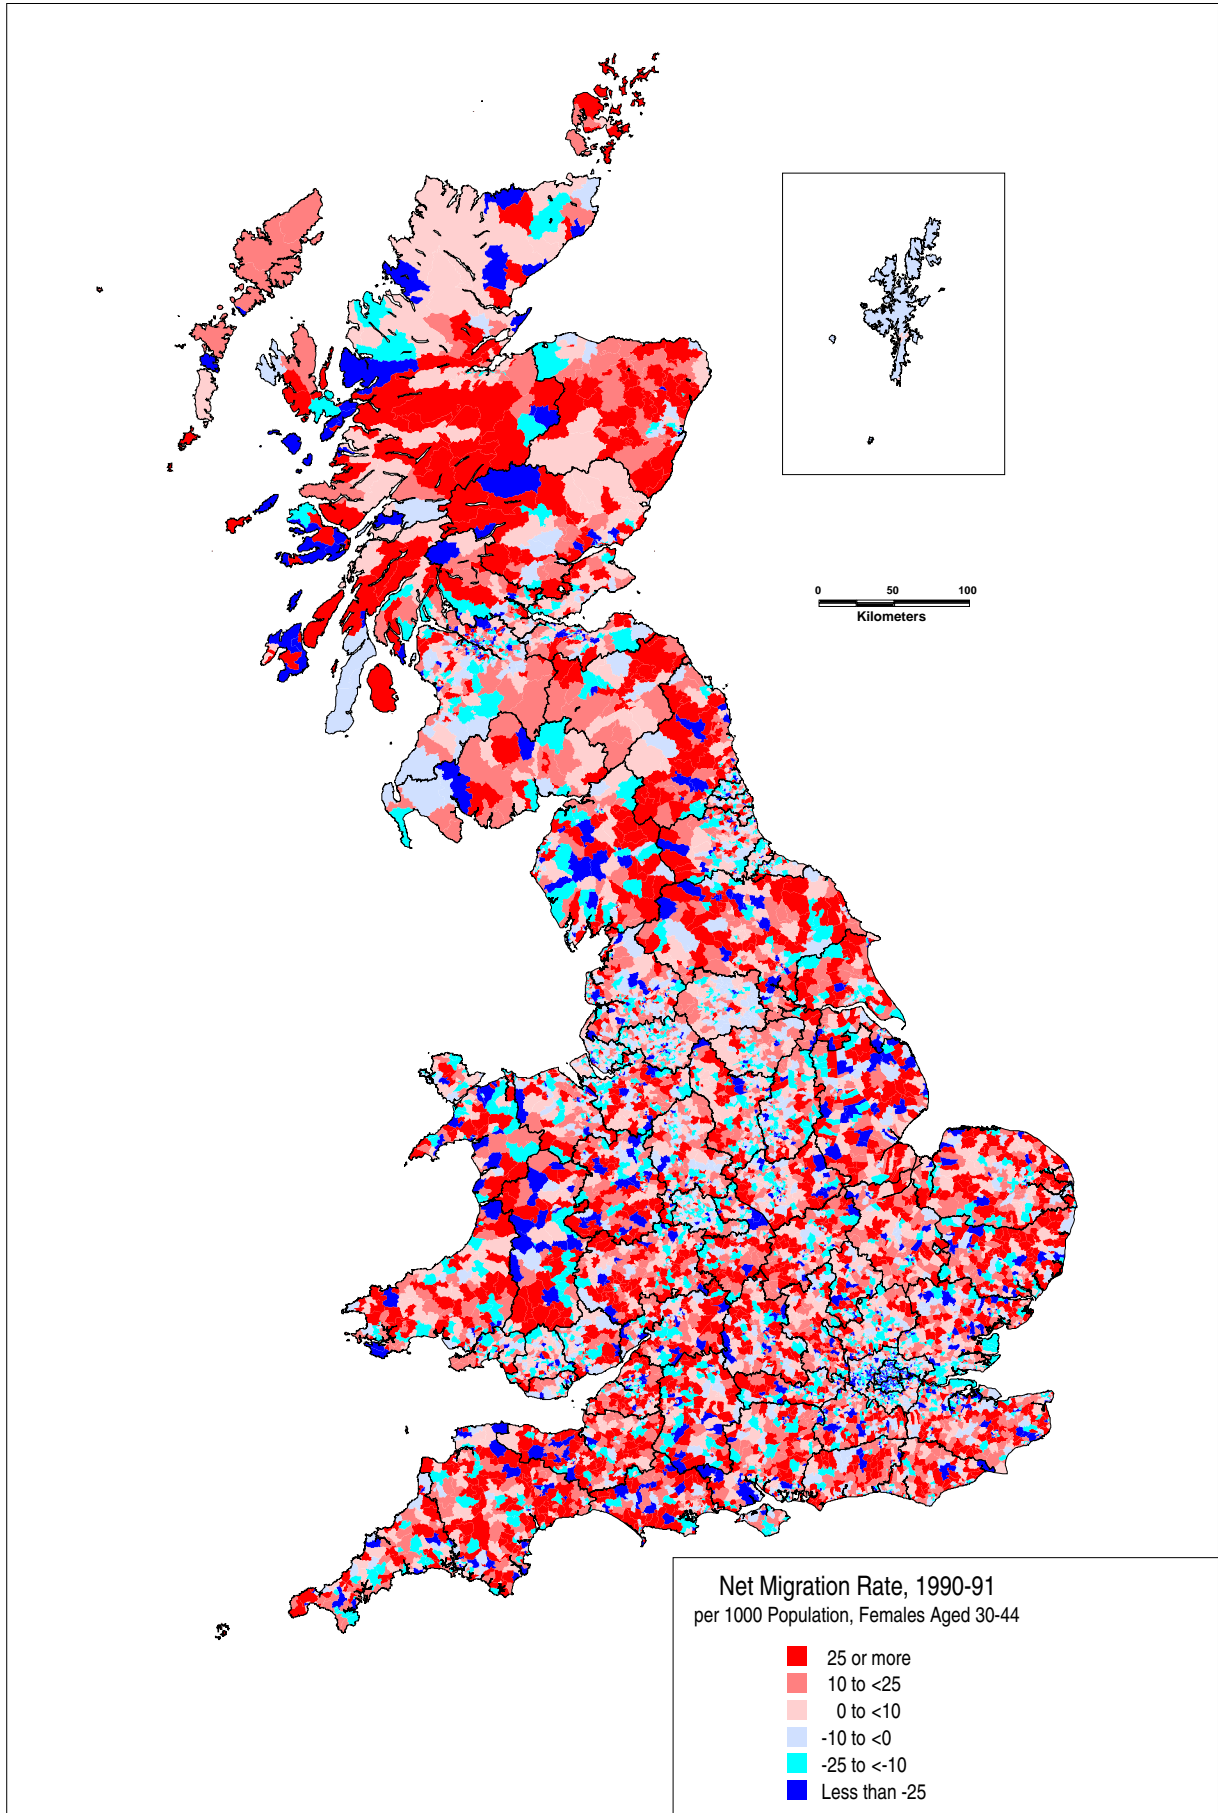 0 50 100
Kilometers
Net Migration Rate, 1990-91
per 1000 Population, Females Aged 30-44
25 or more
10 to <25
0 to <10
-10 to <0
-25 to <-10
Less than -25